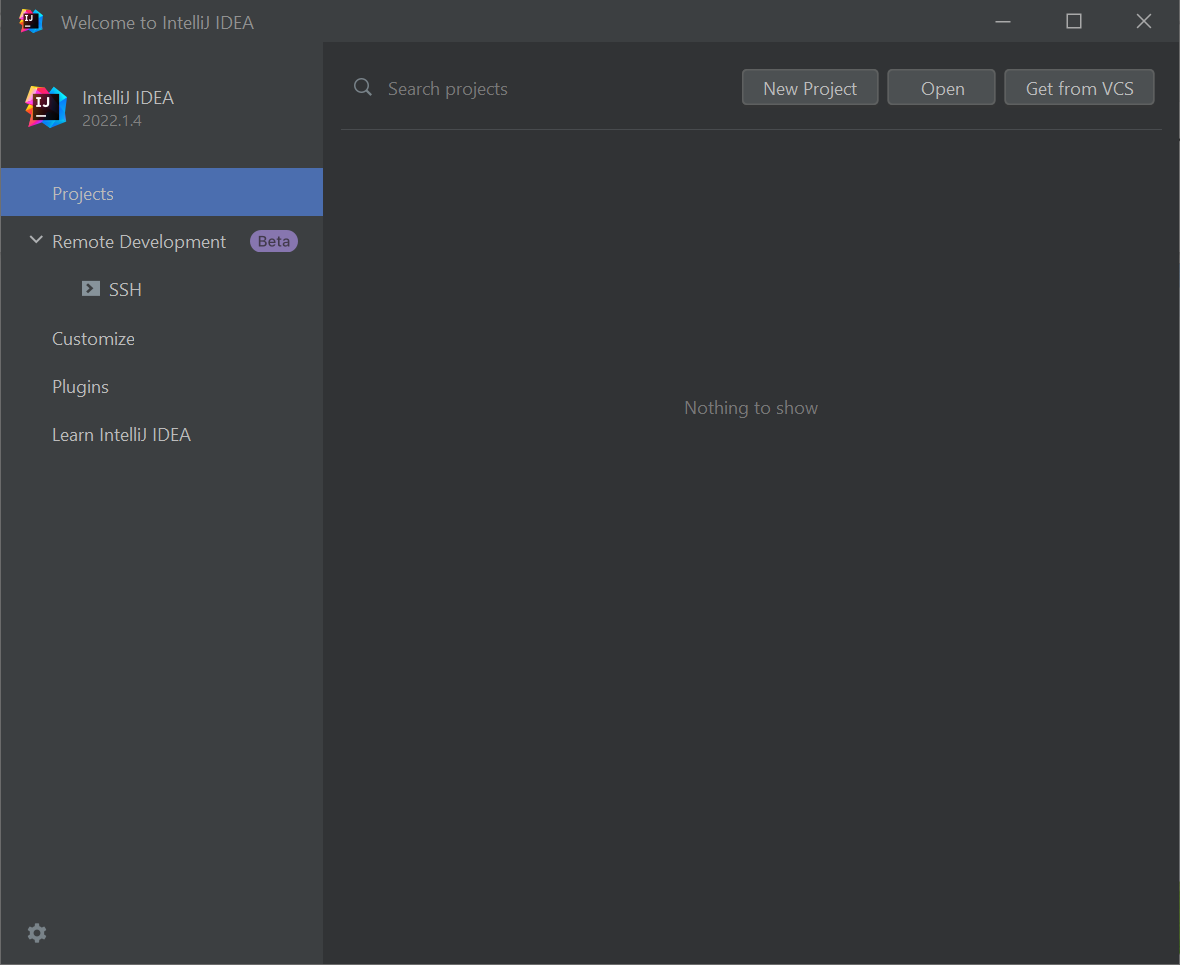 Welcome to IntelliJ IDEA
IJ
IntelliJ IDEA
2022.1.4
Search projects
New Project
Open
Get from VCS
Projects
Remote Development
Beta
SSH
Customize
Plugins
Learn IntelliJ IDEA
Nothing to show